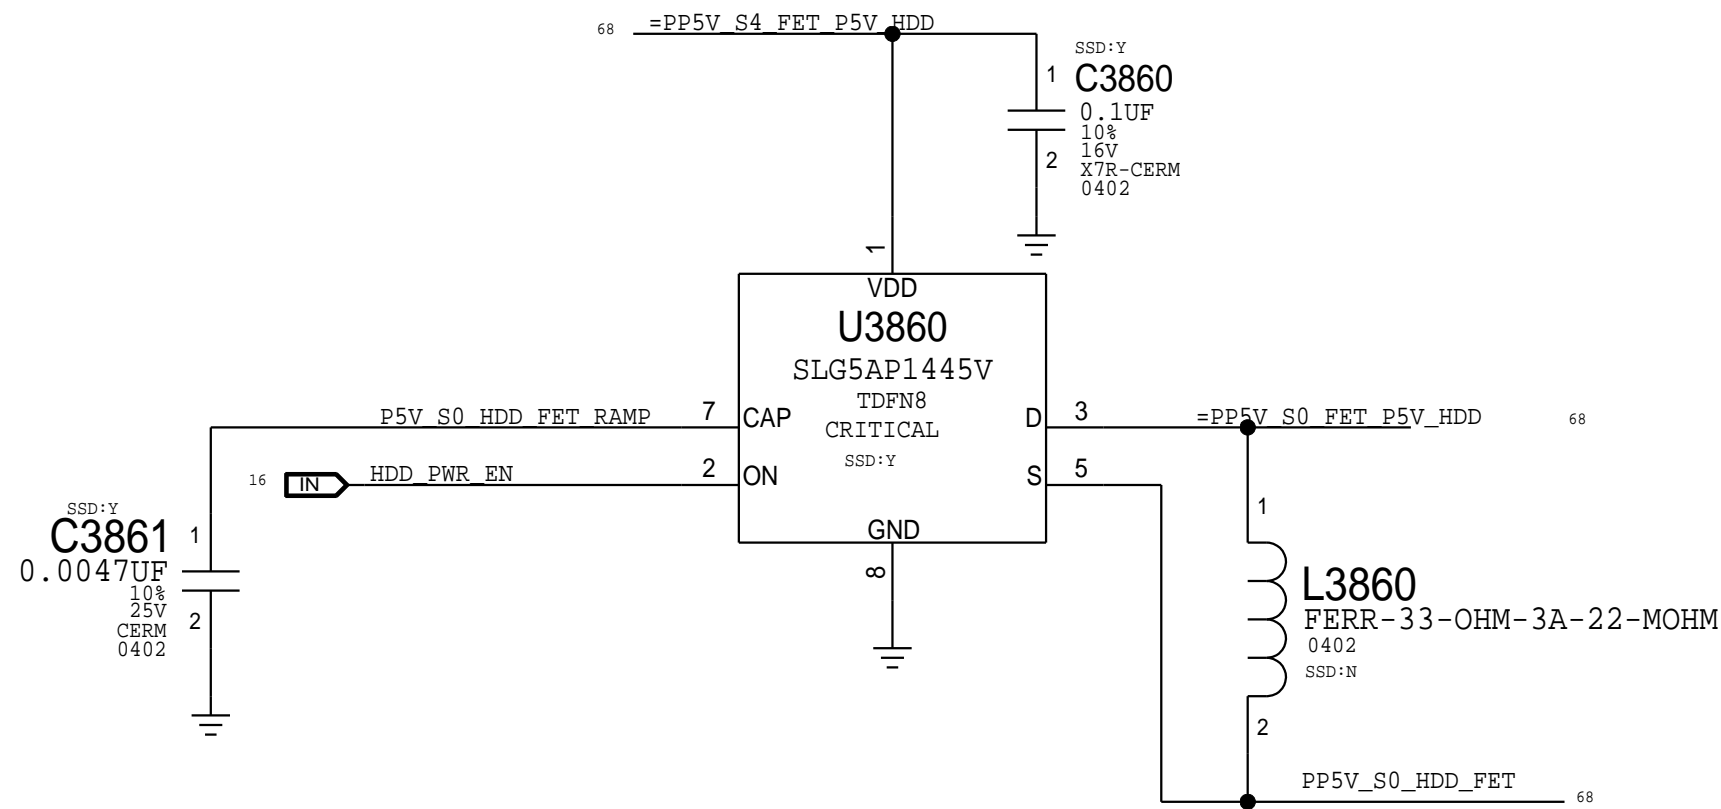 68 =PP5V_S4_FET_P5V_HDD
SSD:Y
1 C3860
0.1UF
10%
16V
2
X7R-CERM
0402
1
VDD
U3860
SLG5AP1445V
TDFN8
CRITICAL
SSD:Y
P5V_S0_HDD_FET_RAMP 7 CAP
D 3 =PP5V_S0_FET_P5V_HDD 68
16 IN HDD_PWR_EN 2 ON
S 5
GND
8
SSD:Y
C3861 1
0.0047UF
10%
25V
CERM 2
0402
1
L3860
FERR-33-OHM-3A-22-MOHM
0402
SSD:N
2
PP5V_S0_HDD_FET 68